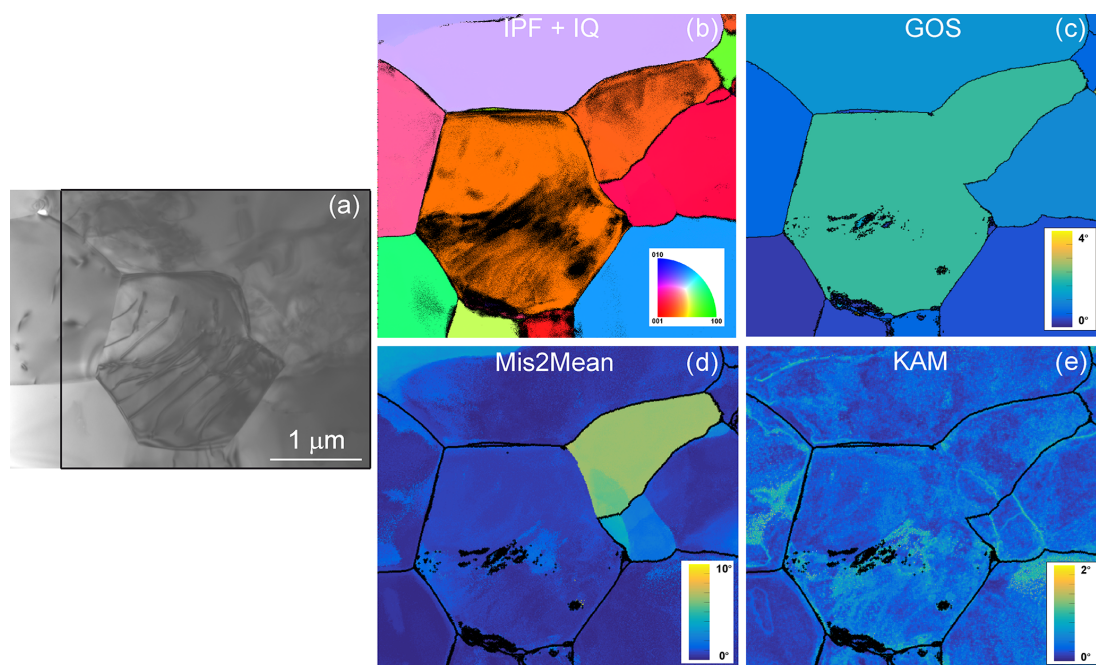 (a)
1 μm
IPF + IQ
(b)
010
001
100
GOS
(c)
4°
0°
Mis2Mean
(d)
10°
0°
KAM
(e)
2°
0°